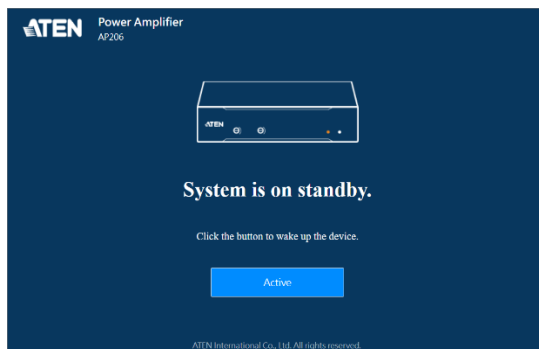 ATEN
Power Amplifier
AP206
ATEN
System is on standby.
Click the button to wake up the device.
Active
ATEN International Co., Ltd. All rights reserved.